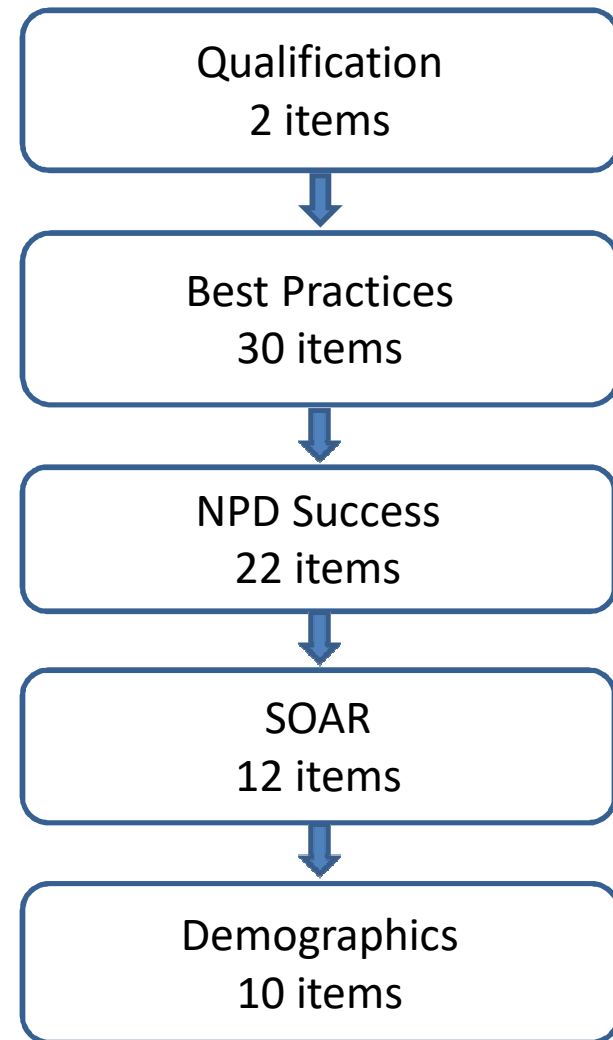 Qualification
2 items
Best Practices
30 items
NPD Success
22 items
SOAR
12 items
Demographics
10 items